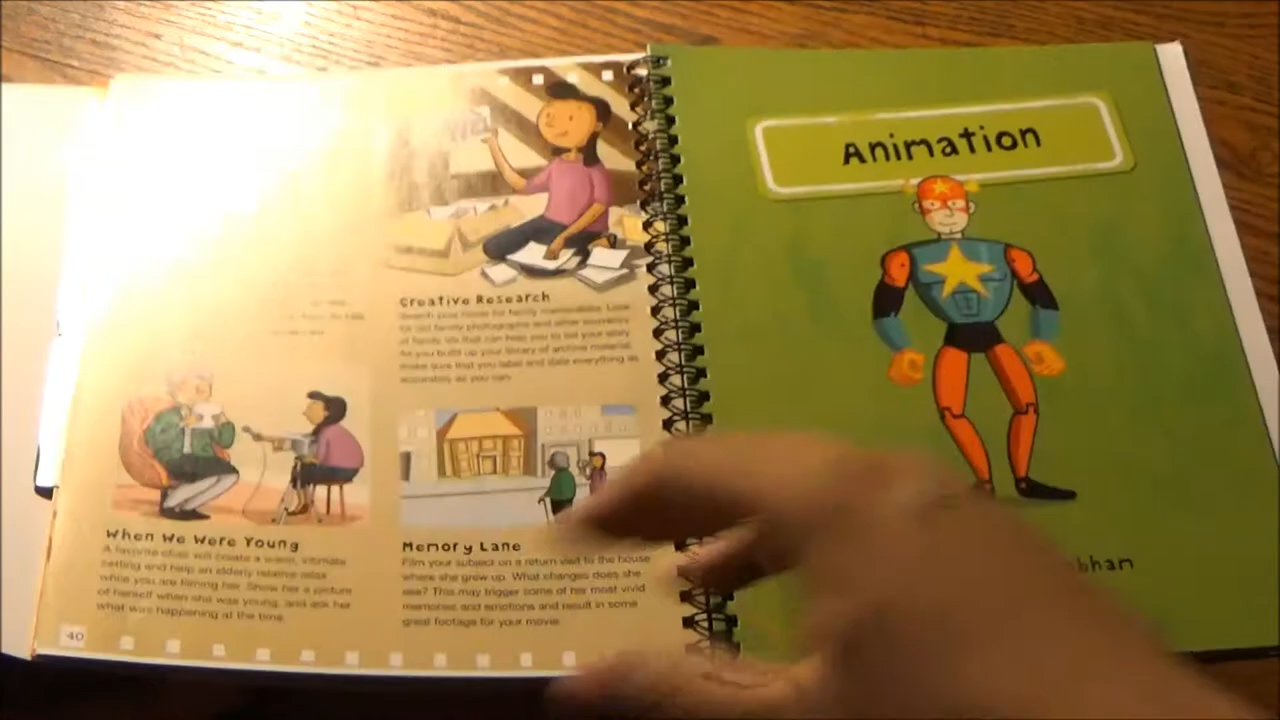 Creative Research
Search your house for family memorabilia. Look
for old family photographs and other souvenirs
of family life that can help you to tell your story.
As you build up your library of archive material,
make sure that you label and date everything as
accurately as you can.
When We Were Young
A favorite chair will create a warm, intimate
setting and help an elderly relative relax
while you are filming her. Show her a picture
of herself when she was young, and ask her
what was happening at the time.
Memory Lane
Film your subject on a return visit to the house
where she grew up. What changes does she
see? This may trigger some of her most vivid
memories and emotions and result in some
great footage for your movie.
40
Animation